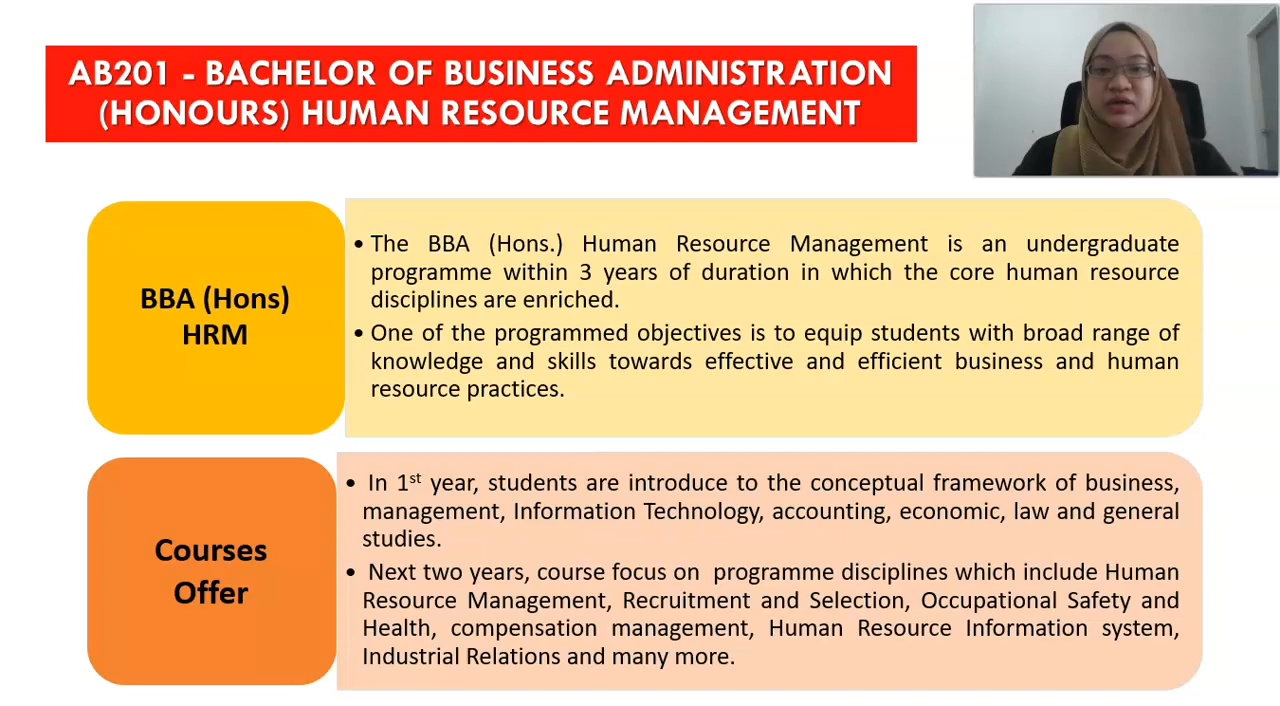 AB201 - BACHELOR OF BUSINESS ADMINISTRATION
(HONOURS) HUMAN RESOURCE MANAGEMENT
BBA (Hons)
HRM
• The BBA (Hons.) Human Resource Management is an undergraduate
programme within 3 years of duration in which the core human resource
disciplines are enriched.
• One of the programmed objectives is to equip students with broad range of
knowledge and skills towards effective and efficient business and human
resource practices.
Courses
Offer
• In 1st year, students are introduce to the conceptual framework of business,
management, Information Technology, accounting, economic, law and general
studies.
• Next two years, course focus on programme disciplines which include Human
Resource Management, Recruitment and Selection, Occupational Safety and
Health, compensation management, Human Resource Information system,
Industrial Relations and many more.